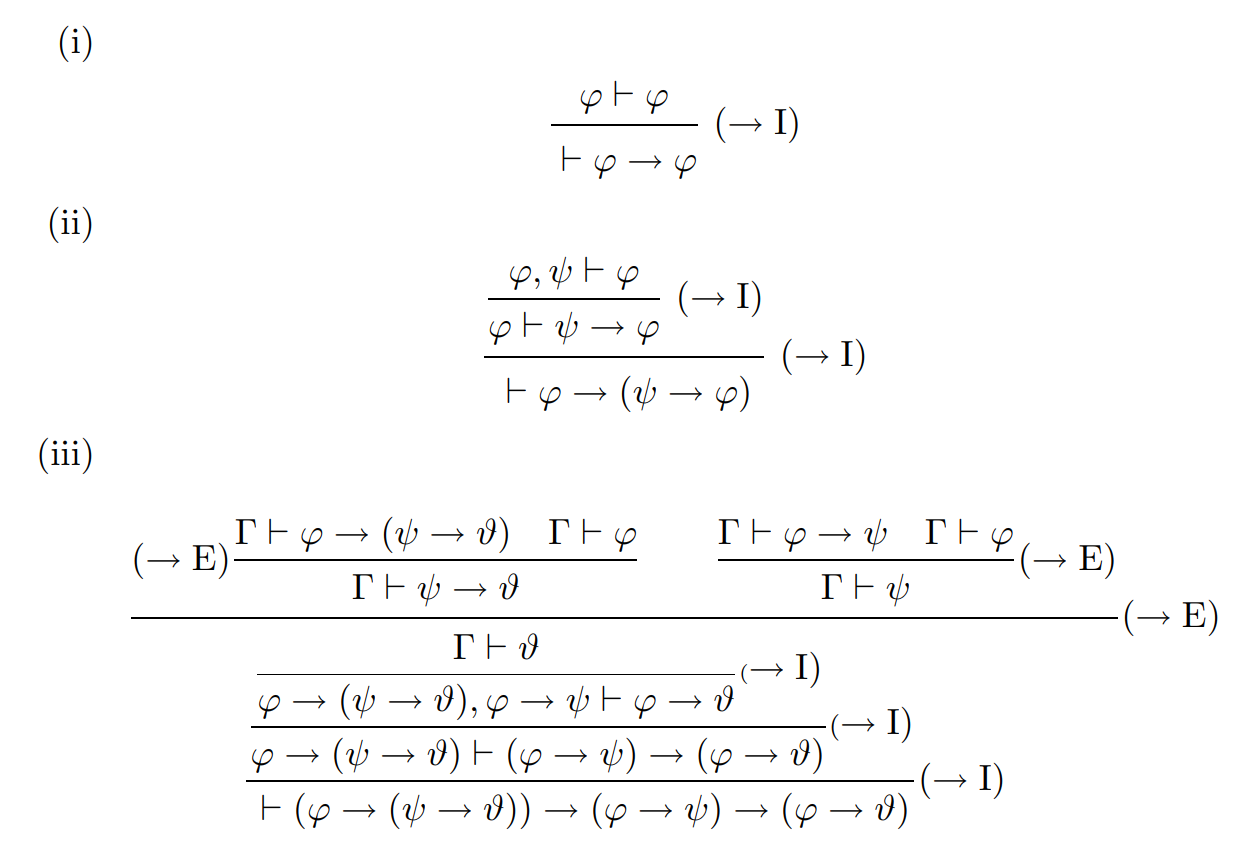 (i)
φ ⊢ φ
(→ I)
⊢ φ → φ
(ii)
φ, ψ ⊢ φ
(→ I)
φ ⊢ ψ → φ
(→ I)
⊢ φ → (ψ → φ)
(iii)
Γ ⊢ φ → (ψ → ϑ) Γ ⊢ φ Γ ⊢ φ → ψ Γ ⊢ φ
(→ E) (→ E)
Γ ⊢ ψ → ϑ Γ ⊢ ψ
(→ E)
Γ ⊢ ϑ
(→ I)
φ → (ψ → ϑ), φ → ψ ⊢ φ → ϑ
(→ I)
φ → (ψ → ϑ) ⊢ (φ → ψ) → (φ → ϑ)
(→ I)
⊢ (φ → (ψ → ϑ)) → (φ → ψ) → (φ → ϑ)